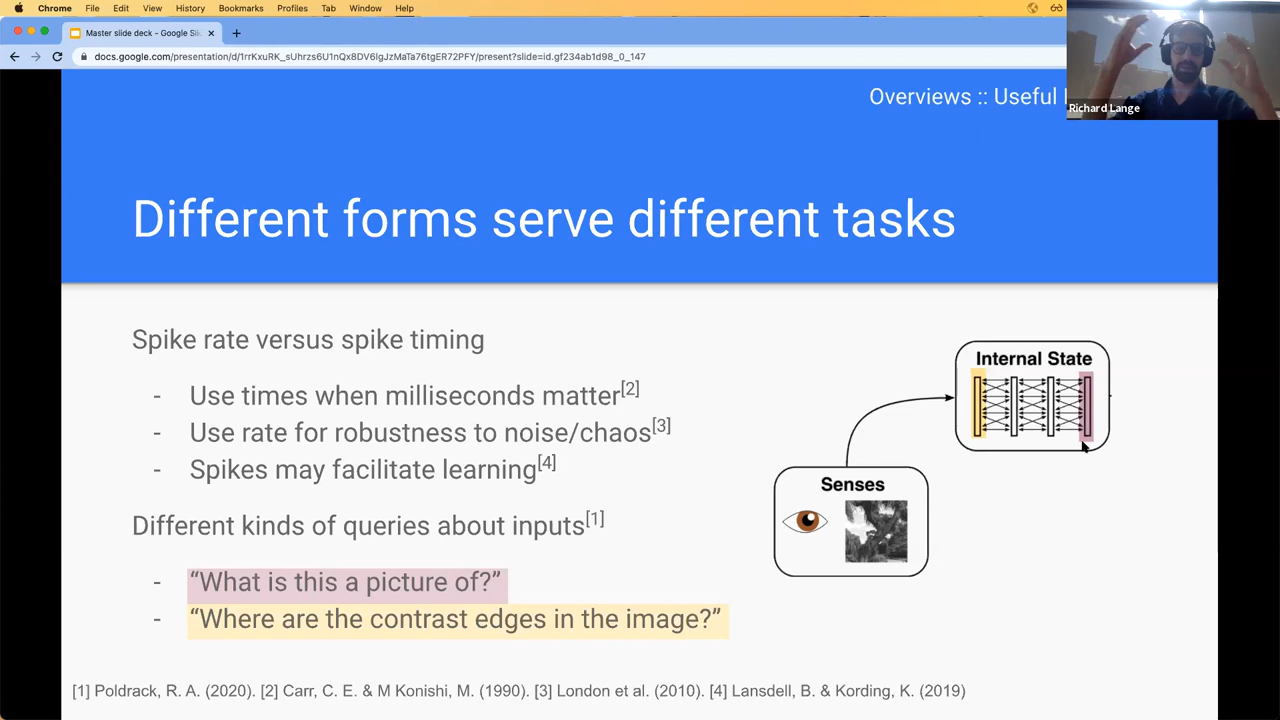 Chrome File Edit View History Bookmarks Profiles Tab Window Help
Master slide deck - Google Sli
docs.google.com/presentation/d/1rrKxuRK_sUhrzs6U1nQx8DV6lgJzMaTa76tgER72PFY/present?slide=id.gf234ab1d98_0_147
Richard Lange
Overviews :: Useful
Different forms serve different tasks
Spike rate versus spike timing
- Use times when milliseconds matter[2]
- Use rate for robustness to noise/chaos[3]
- Spikes may facilitate learning[4]
Different kinds of queries about inputs[1]
- “What is this a picture of?”
- “Where are the contrast edges in the image?”
Internal State
Senses
[1] Poldrack, R. A. (2020). [2] Carr, C. E. & M Konishi, M. (1990). [3] London et al. (2010). [4] Lansdell, B. & Kording, K. (2019)